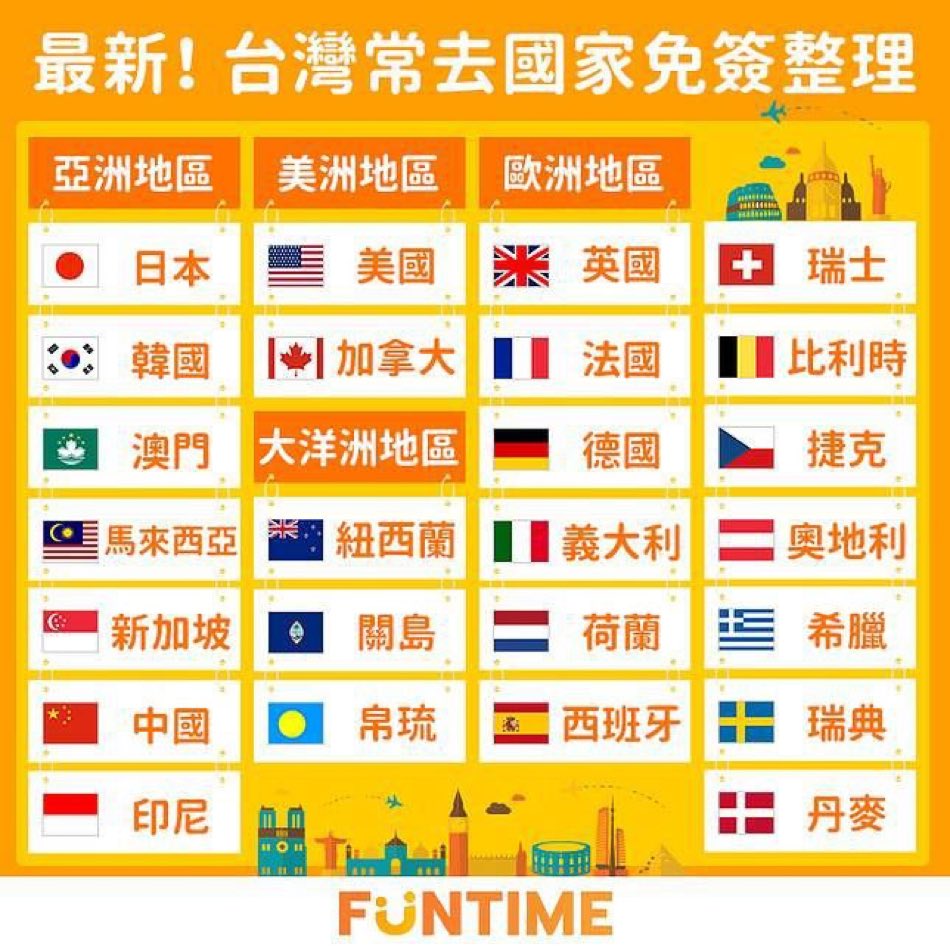 最新！台灣常去國家免簽整理
亞洲地區
日本
韓國
澳門
馬來西亞
新加坡
中國
印尼
美洲地區
美國
加拿大
大洋洲地區
紐西蘭
關島
帛琉
歐洲地區
英國
法國
德國
義大利
荷蘭
西班牙
瑞士
比利時
捷克
奧地利
希臘
瑞典
丹麥
FUNTIME